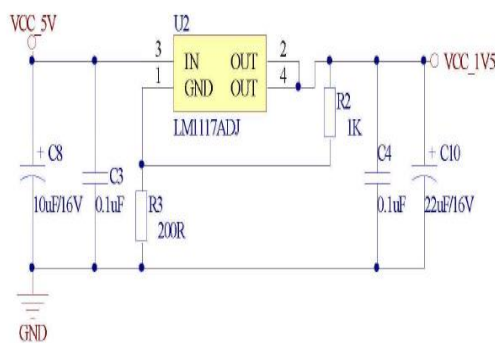 VCC_5V
U2
3 IN OUT 2
1 GND OUT 4
VCC_1V5
LM1117ADJ
R2
1K
+ C8
10uF/16V
C3
0.1uF
R3
200R
C4
0.1uF
+ C10
22uF/16V
GND